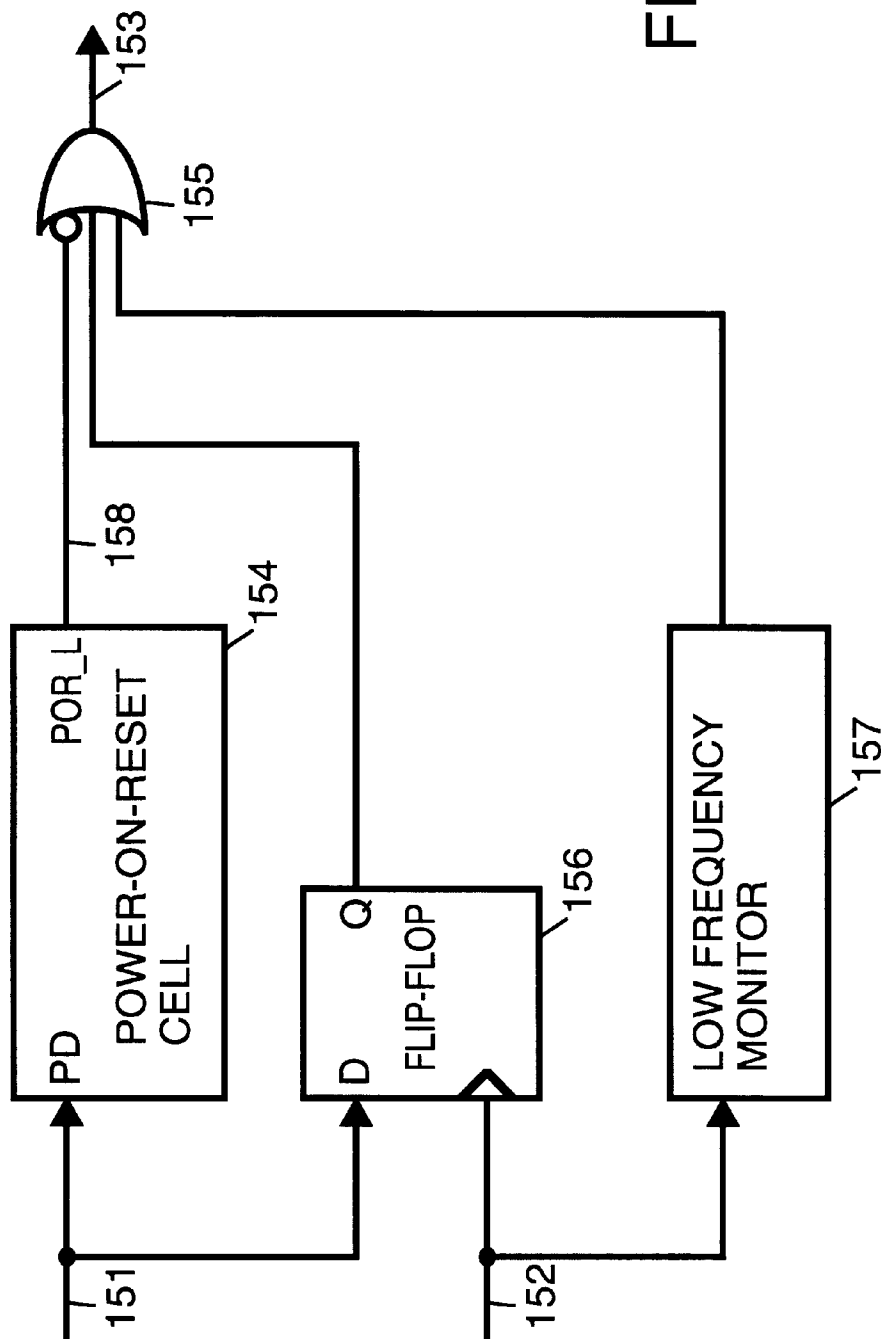 153
155
158
POR_L
154
PD
POWER-ON-RESET
CELL
Q
156
D
FLIP-FLOP
LOW FREQUENCY
MONITOR
157
151
152